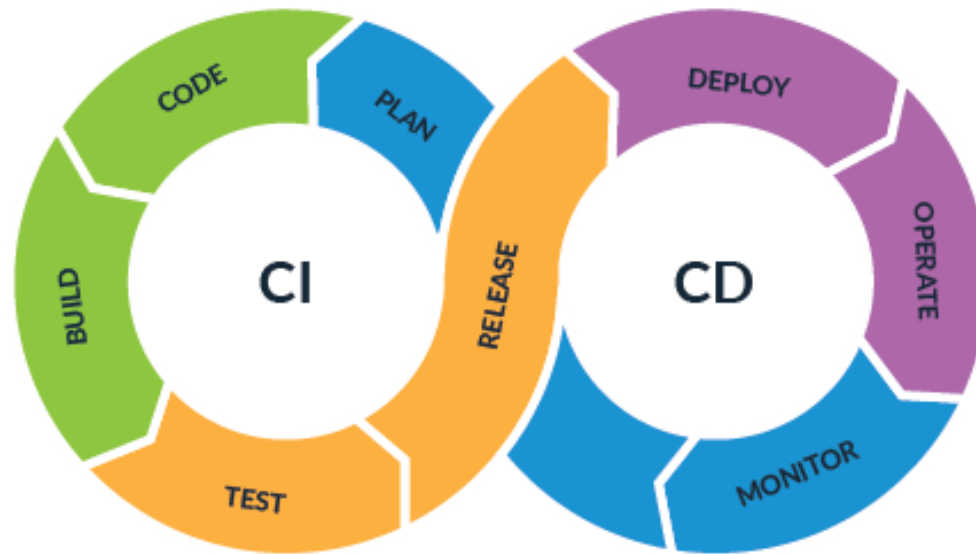 PLAN
CODE
BUILD
TEST
RELEASE
DEPLOY
OPERATE
MONITOR
CI
CD